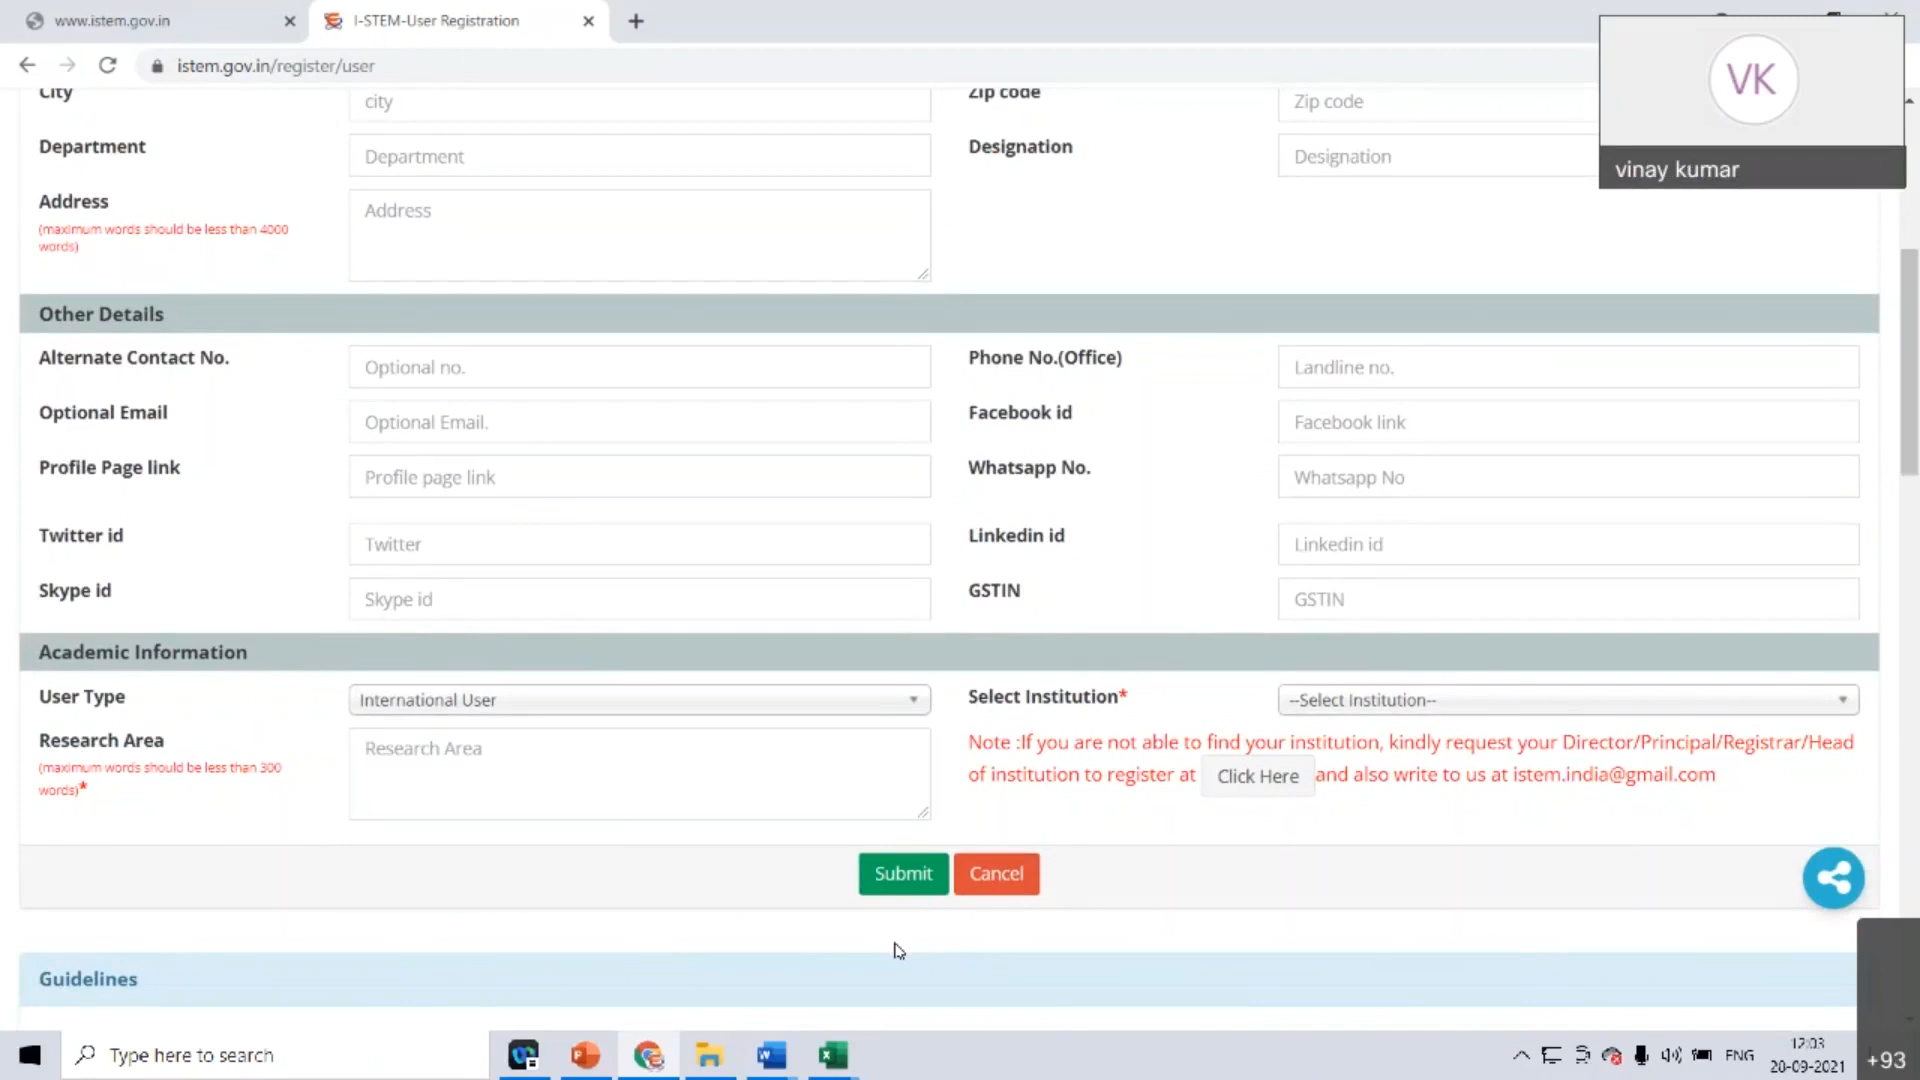 www.istem.gov.in
I-STEM-User Registration
istem.gov.in/register/user
VK
vinay kumar
City
city
Zip code
Zip code
Department
Department
Designation
Designation
Address
(maximum words should be less than 4000
words)
Address
Other Details
Alternate Contact No.
Optional no.
Phone No.(Office)
Landline no.
Optional Email
Optional Email.
Facebook id
Facebook link
Profile Page link
Profile page link
Whatsapp No.
Whatsapp No
Twitter id
Twitter
Linkedin id
Linkedin id
Skype id
Skype id
GSTIN
GSTIN
Academic Information
User Type
International User
Select Institution*
--Select Institution--
Research Area
(maximum words should be less than 300
words)*
Research Area
Note :If you are not able to find your institution, kindly request your Director/Principal/Registrar/Head
of institution to register at Click Here and also write to us at istem.india@gmail.com
Submit
Cancel
Guidelines
Type here to search
ENG
12:03
28-09-2021
+93